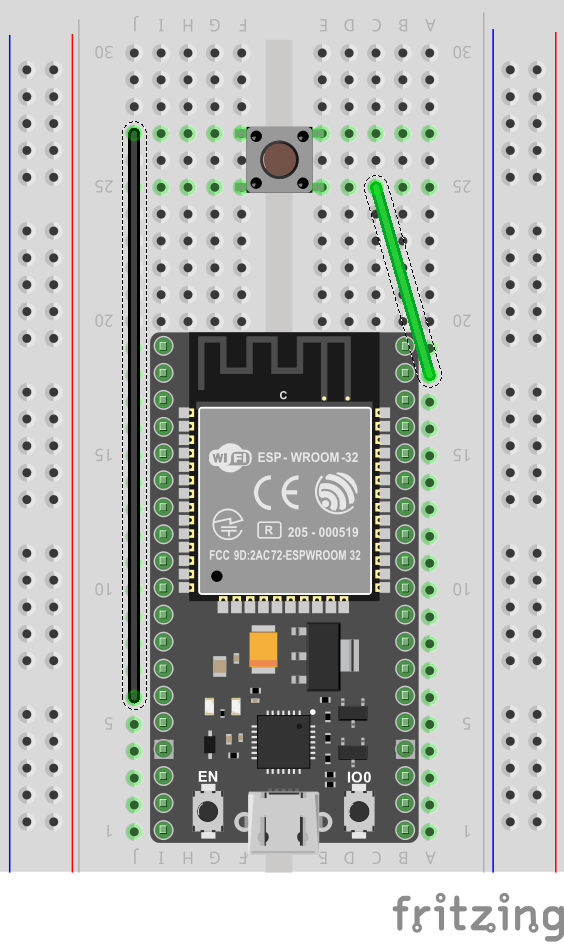 J I H G F E D C B A
30 30
25 25
20 20
C
15 15
WiFi ESP - WROOM -32
CE
R 205 - 000519
FCC 9D:2AC72-ESPWROOM 32
10 10
5 5
EN IO0
1 1
J I H G F E D C B A
fritzing